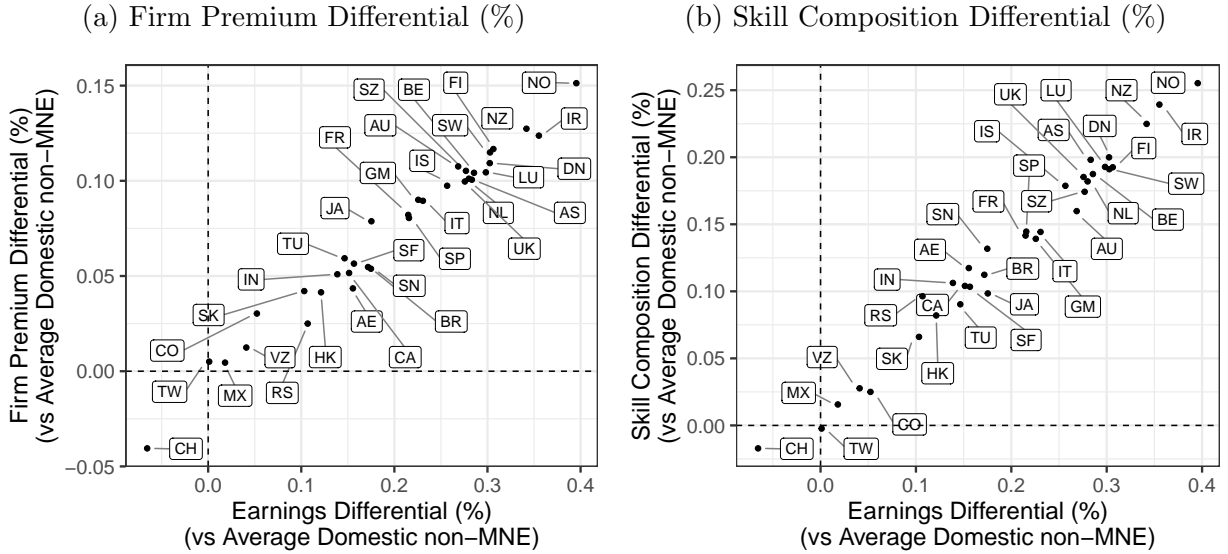 (a) Firm Premium Differential (%)
Firm Premium Differential (%)
(vs Average Domestic non−MNE)
0.15
0.10
0.05
0.00
−0.05
NO
FI
BE
SZ
IR
NZ
SW
AU
FR
DN
IS
GM
LU
NL
AS
JA
IT
SP
UK
TU
SF
IN
SN
SK
BR
AE
CO
VZ
HK
CA
TW
MX
RS
CH
0.0
0.1
0.2
0.3
0.4
Earnings Differential (%)
(vs Average Domestic non−MNE)
(b) Skill Composition Differential (%)
Skill Composition Differential (%)
(vs Average Domestic non−MNE)
0.25
0.20
0.15
0.10
0.05
0.00
LU
NZ
NO
UK
IR
IS
AS
DN
FI
SP
SW
FR
SZ
NL
BE
SN
AU
AE
BR
IT
IN
GM
RS
CA
JA
TU
SF
SK
HK
VZ
MX
CO
CH
TW
0.0
0.1
0.2
0.3
0.4
Earnings Differential (%)
(vs Average Domestic non−MNE)